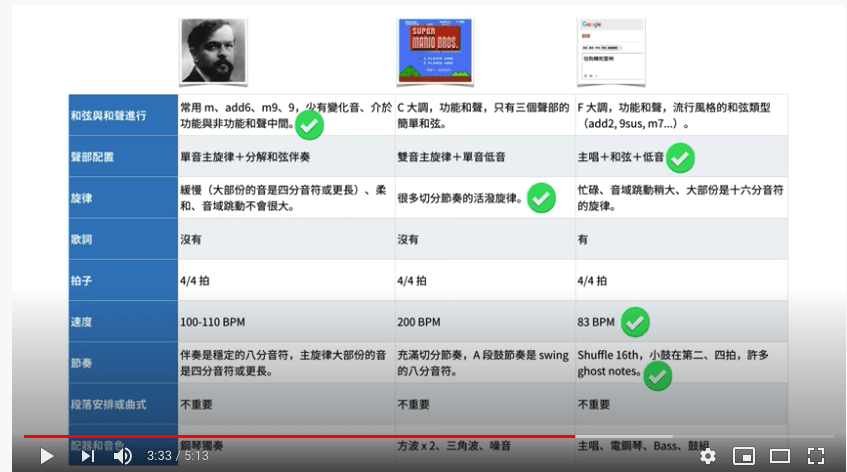 Google
SUPER
MARIO BROS.
1 PLAYER GAME
2 PLAYER GAME
和弦與和聲進行
常用 m、add6、m9、9，少有變化音、介於
功能與非功能和聲中間。
C 大調，功能和聲，只有三個聲部的
簡單和弦。
F 大調，功能和聲，流行風格的和弦類型
（add2, 9sus, m7...）。
聲部配置
單音主旋律＋分解和弦伴奏
雙音主旋律＋單音低音
主唱＋和弦＋低音
旋律
緩慢（大部份的音是四分音符或更長）、柔
和、音域跳動不會很大。
很多切分節奏的活潑旋律。
忙碌、音域跳動稍大、大部份是十六分音符
的旋律。
歌詞
沒有
沒有
有
拍子
4/4 拍
4/4 拍
4/4 拍
速度
100-110 BPM
200 BPM
83 BPM
節奏
伴奏是穩定的八分音符，主旋律大部份的音
是四分音符或更長。
充滿切分節奏，A 段鼓節奏是 swing
的八分音符。
Shuffle 16th，小鼓在第二、四拍，許多
ghost notes。
段落安排或曲式
不重要
不重要
不重要
配器和音色
鋼琴獨奏
方波 x 2、三角波、噪音
主唱、電鋼琴、Bass、鼓組
3:33 / 5:13